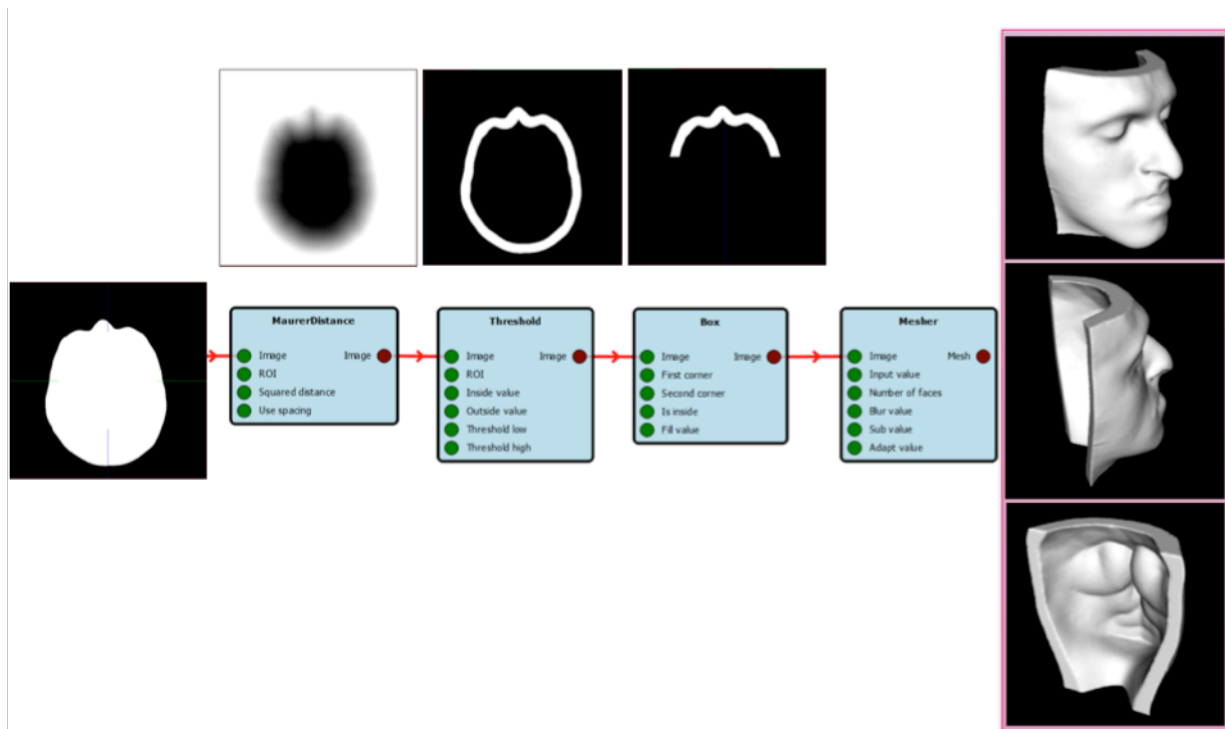 MaurerDistance
Image Image
ROI
Squared distance
Use spacing
Threshold
Image Image
ROI
Inside value
Outside value
Threshold low
Threshold high
Box
Image Image
First corner
Second corner
Is inside
Fill value
Mesher
Image Mesh
Input value
Number of faces
Blur value
Sub value
Adapt value